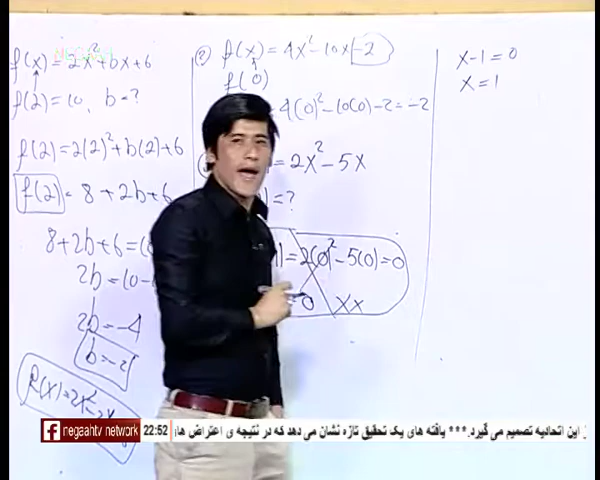 f(x) = 2x² + bx + 6
f(2) = 10, b = ?
f(2) = 2(2)² + b(2) + 6
f(2) = 8 + 2b + 6
8 + 2b + 6 = 10
2b = 10 -
2b = -4
b = -2
f(x) = 2x² - 2x
② f(x) = 4x² - 10x - 2
f(0)
4(0)² - 10(0) - 2 = -2
= 2x² - 5x
= ?
= 2(0)² - 5(0) = 0
= 0 XX
x - 1 = 0
x = 1
negaahtv network 22:52 این اتحادیه تصمیم می گیرد.*** یافته های یک تحقیق تازه نشان می دهد که در نتیجه ی اعتراض های